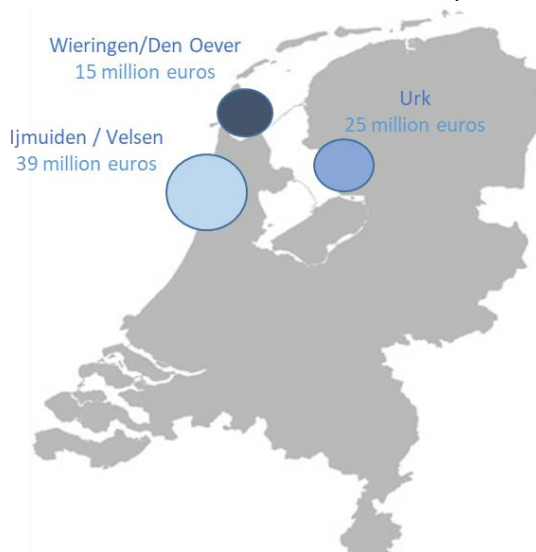 Wieringen/Den Oever
15 million euros
Urk
25 million euros
Ijmuiden / Velsen
39 million euros